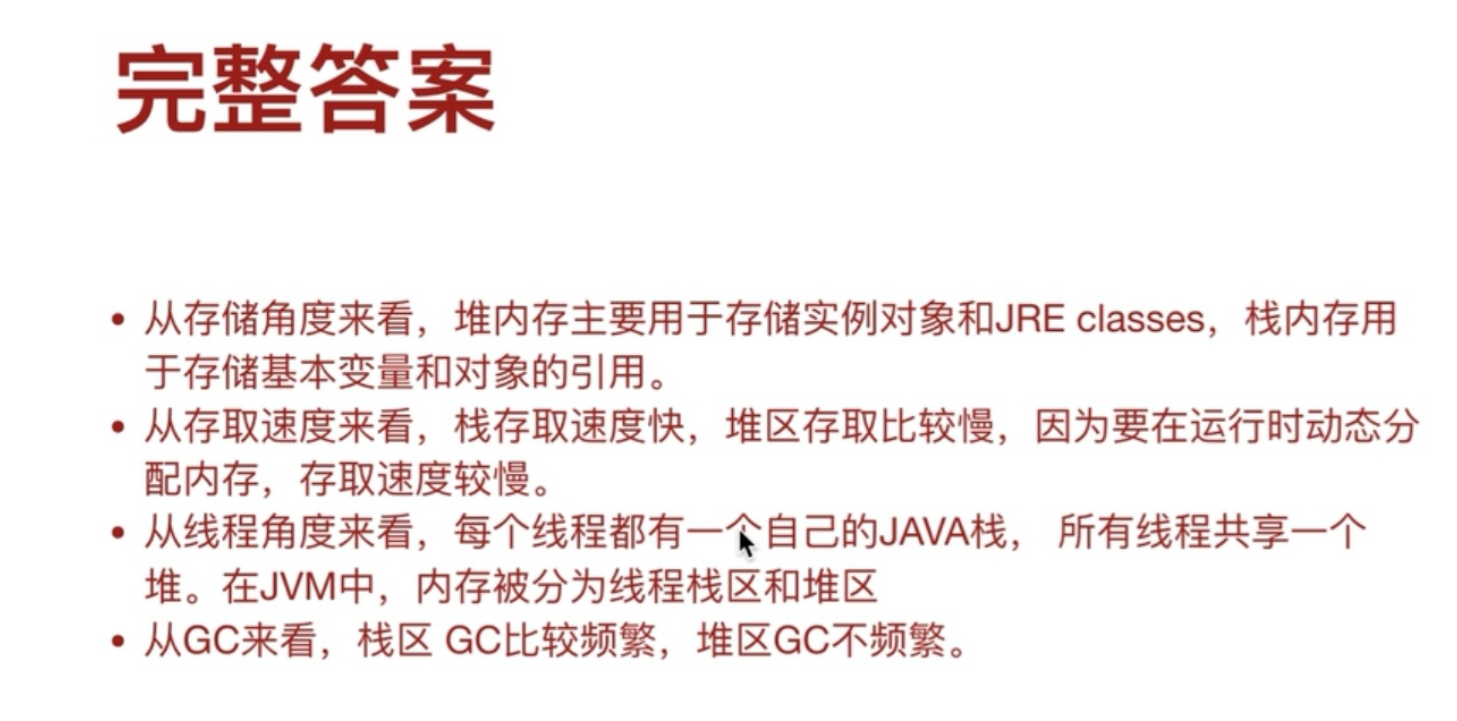 完整答案
• 从存储角度来看，堆内存主要用于存储实例对象和JRE classes，栈内存用
于存储基本变量和对象的引用。
• 从存取速度来看，栈存取速度快，堆区存取比较慢，因为要在运行时动态分
配内存，存取速度较慢。
• 从线程角度来看，每个线程都有一个自己的JAVA栈， 所有线程共享一个
堆。在JVM中，内存被分为线程栈区和堆区
• 从GC来看，栈区 GC比较频繁，堆区GC不频繁。